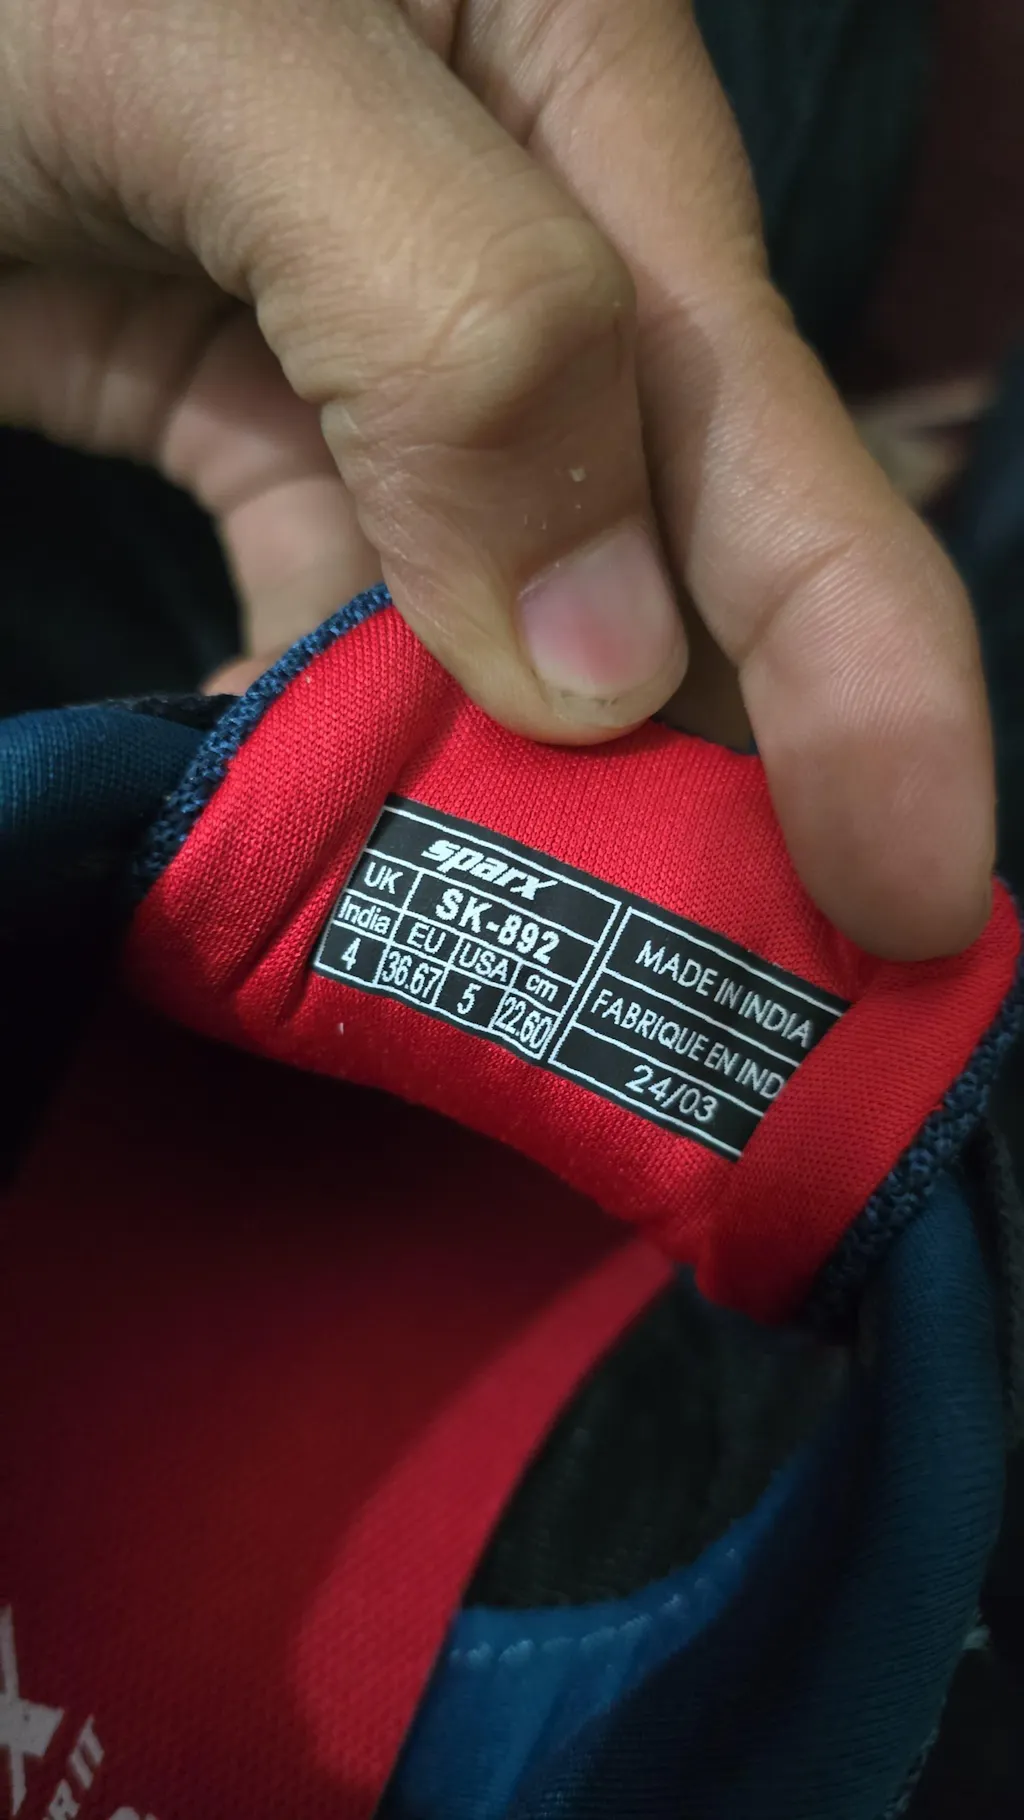 sparx
UK SK-892
India EU USA cm
4 36.67 5 22.60
MADE IN INDIA
FABRIQUE EN IND
24/03